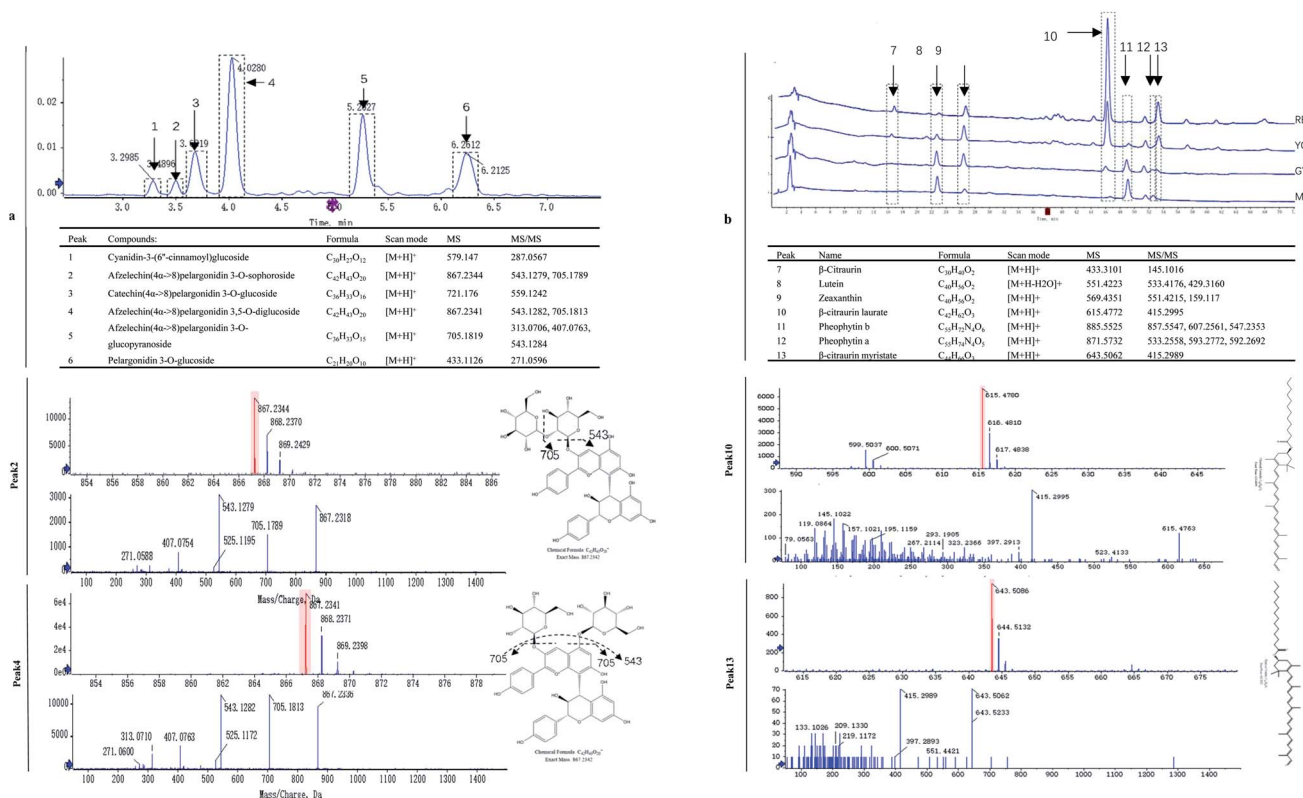 0.02
0.01
0.00
1
2
3
4
5
6
3.2985
4.0280
6.2612
6.2125
3.0 3.5 4.0 4.5 5.0 5.5 6.0 6.5 7.0
Time, min
a
Peak Compounds: Formula Scan mode MS MS/MS
1 Cyanidin-3-(6"-cinnamoyl)glucoside C30H27O12 [M+H]+ 579.147 287.0567
2 Afzelechin(4α->8)pelargonidin 3-O-sophoroside C42H43O20 [M+H]+ 867.2344 543.1279, 705.1789
3 Catechin(4α->8)pelargonidin 3-O-glucoside C36H33O16 [M+H]+ 721.176 559.1242
4 Afzelechin(4α->8)pelargonidin 3,5-O-diglucoside C42H43O20 [M+H]+ 867.2341 543.1282, 705.1813
5 Afzelechin(4α->8)pelargonidin 3-O-glucopyranoside C36H33O15 [M+H]+ 705.1819 313.0706, 407.0763, 543.1284
6 Pelargonidin 3-O-glucoside C21H20O10 [M+H]+ 433.1126 271.0596
Peak2
10000
5000
0
867.2344
868.2370
869.2429
854 856 858 860 862 864 866 868 870 872 874 876 878 880 882 884 886
3000
2000
1000
0
271.0588
407.0754
543.1279
525.1195
705.1789
867.2318
100 200 300 400 500 600 700 800 900 1000 1100 1200 1300 1400
Mass/Charge, Da
705
543
Chemical Formula C42H43O20+
Exact Mass 867.2342
Peak4
6e4
4e4
2e4
0e0
867.2341
868.2371
869.2398
854 856 858 860 862 864 866 868 870 872 874 876 878
10000
5000
0
271.0600
313.0710
407.0763
543.1282
525.1172
705.1813
867.2336
100 200 300 400 500 600 700 800 900 1000 1100 1200 1300 1400
Mass/Charge, Da
705
705
543
Chemical Formula C42H43O20+
Exact Mass 867.2342
7
8
9
10
11
12
13
YG
Time, min
b
Peak Name Formula Scan mode MS MS/MS
7 β-Citraurin C30H40O2 [M+H]+ 433.3101 145.1016
8 Lutein C40H56O2 [M+H-H2O]+ 551.4223 533.4176, 429.3160
9 Zeaxanthin C40H56O2 [M+H]+ 569.4351 551.4215, 159.117
10 β-citraurin laurate C42H62O3 [M+H]+ 615.4772 415.2995
11 Pheophytin b C55H72N4O6 [M+H]+ 885.5525 857.5547, 607.2561, 547.2353
12 Pheophytin a C55H74N4O5 [M+H]+ 871.5732 533.2558, 593.2772, 592.2692
13 β-citraurin myristate C44H66O3 [M+H]+ 643.5062 415.2989
Peak10
6000
5000
4000
3000
2000
1000
0
599.5037
600.5071
615.4780
616.4810
617.4838
590 595 600 605 610 615 620 625 630 635 640 645
300
200
100
0
79.0563
119.0864
145.1022
157.1021
195.1159
267.2114
293.1905
323.2366
397.2913
415.2995
523.4133
615.4763
100 150 200 250 300 350 400 450 500 550 600 650
Peak13
800
600
400
200
0
643.5086
644.5132
615 620 625 630 635 640 645 650 655 660 665 670 675
70
60
50
40
30
20
10
0
133.1026
209.1330
219.1172
397.2893
415.2989
551.4421
643.5062
643.5233
100 200 300 400 500 600 700 800 900 1000 1100 1200 1300 1400